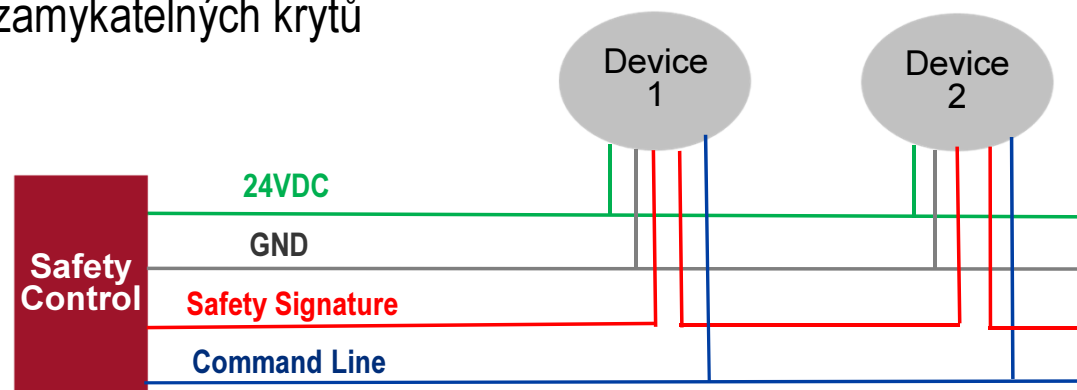 zamykatelných krytů
Device
1
Device
2
24VDC
GND
Safety
Control
Safety Signature
Command Line